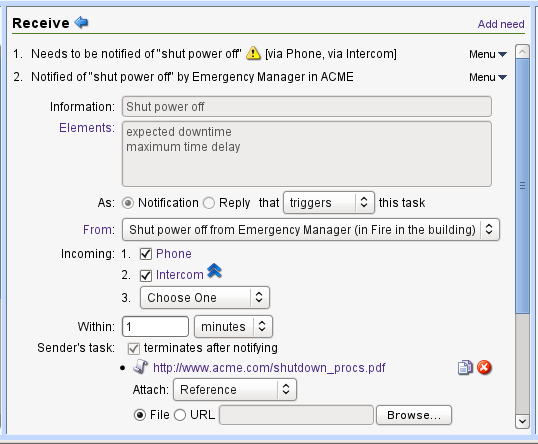 Receive Add need
1. Needs to be notified of "shut power off" [via Phone, via Intercom] Menu
2. Notified of "shut power off" by Emergency Manager in ACME Menu
Information: Shut power off
Elements: expected downtime
maximum time delay
As: Notification Reply that triggers this task
From: Shut power off from Emergency Manager (in Fire in the building)
Incoming: 1. Phone
2. Intercom
3. Choose One
Within: 1 minutes
Sender's task: terminates after notifying
• http://www.acme.com/shutdown_procs.pdf
Attach: Reference
File URL Browse...